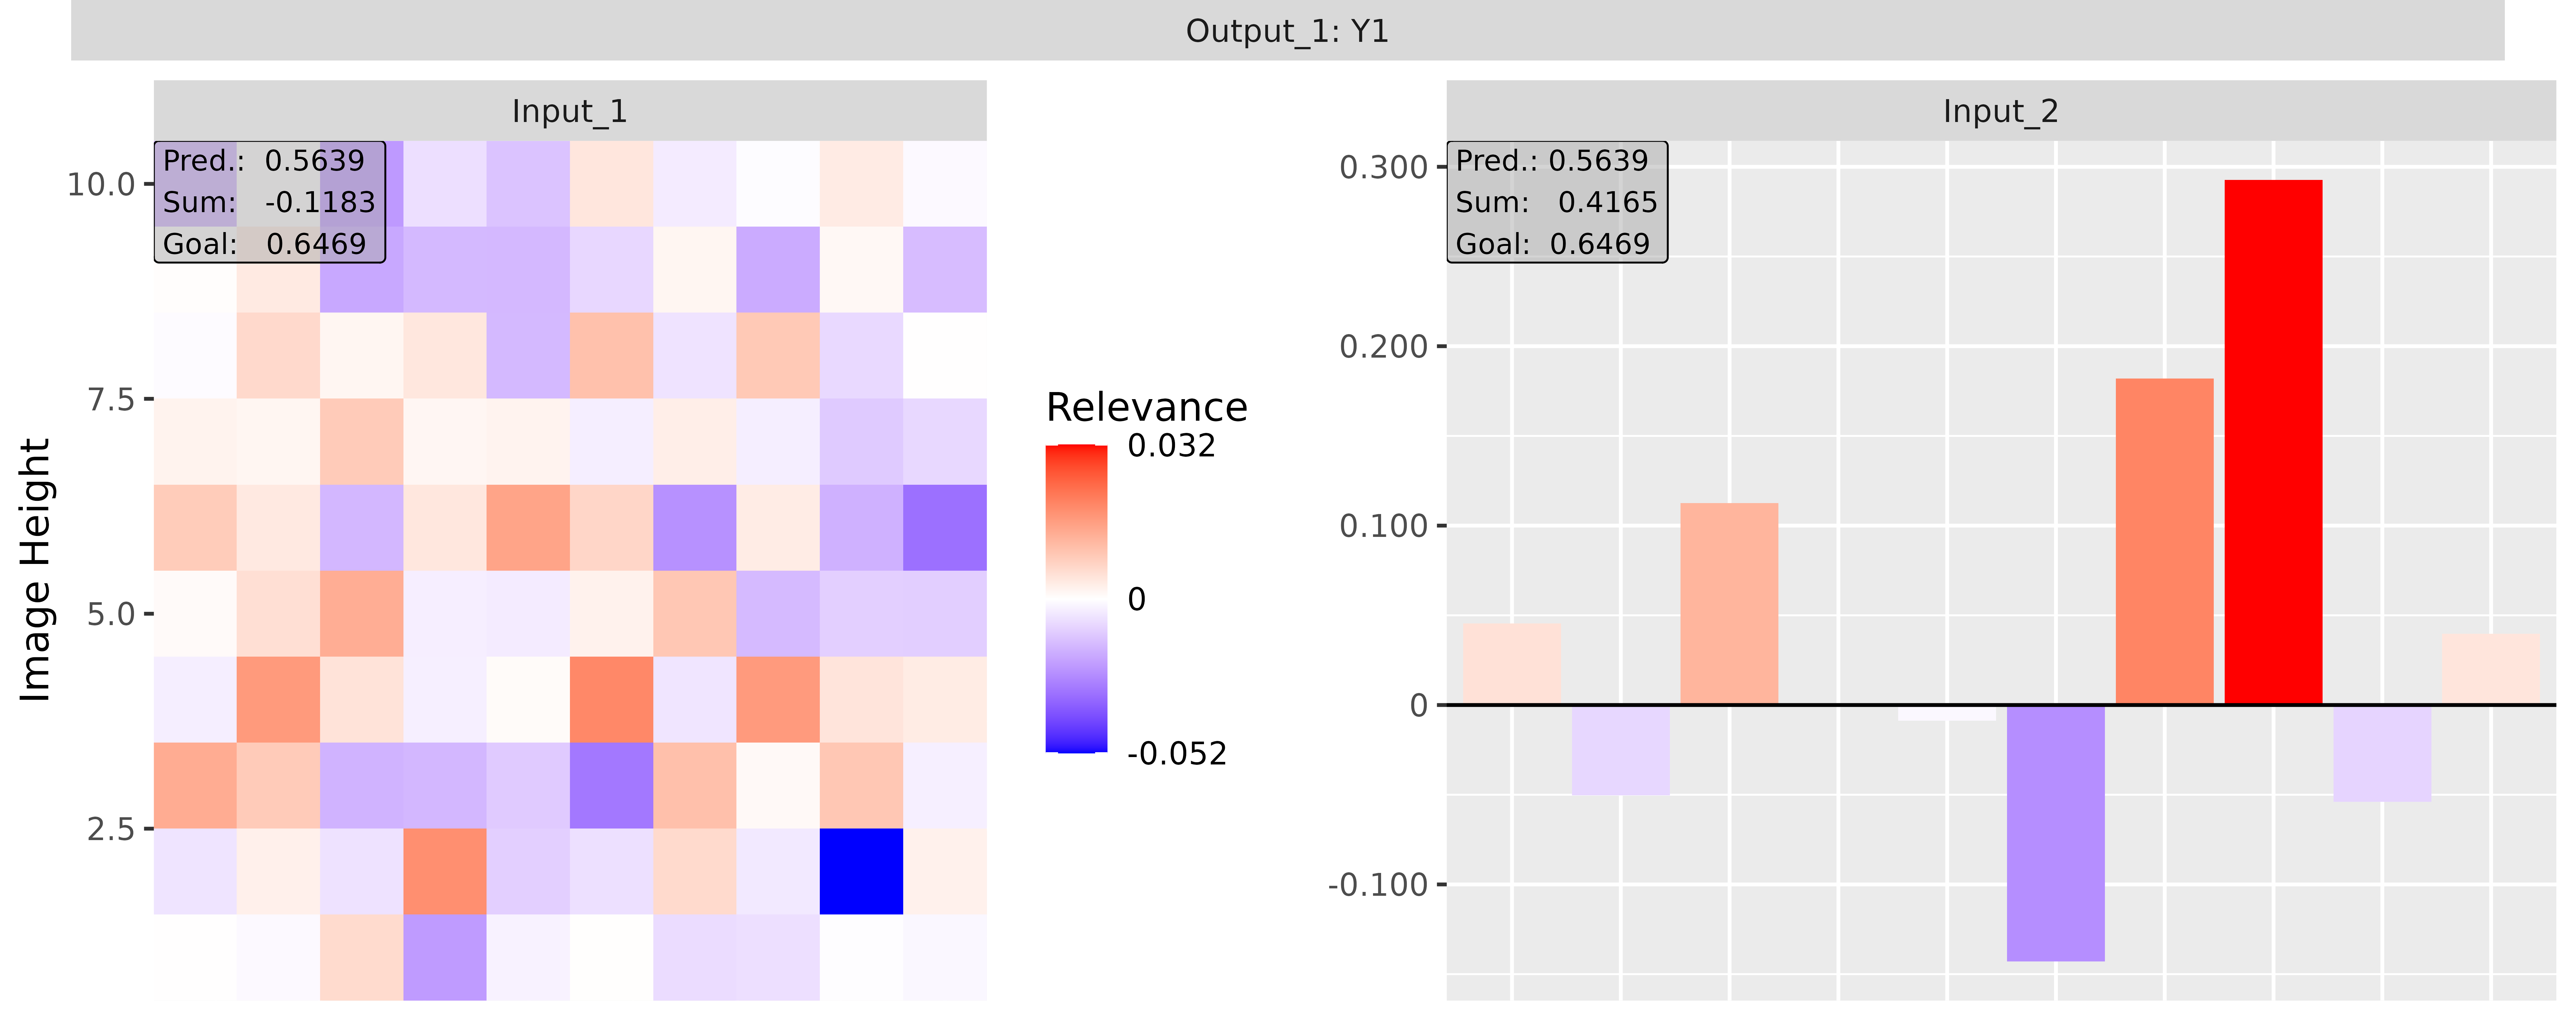 Output_1: Y1
Input_1
Pred.: 0.5639
Sum: -0.1183
Goal: 0.6469
10.0
7.5
5.0
2.5
Image Height
Relevance
0.032
0
-0.052
Input_2
Pred.: 0.5639
Sum: 0.4165
Goal: 0.6469
0.300
0.200
0.100
0
-0.100